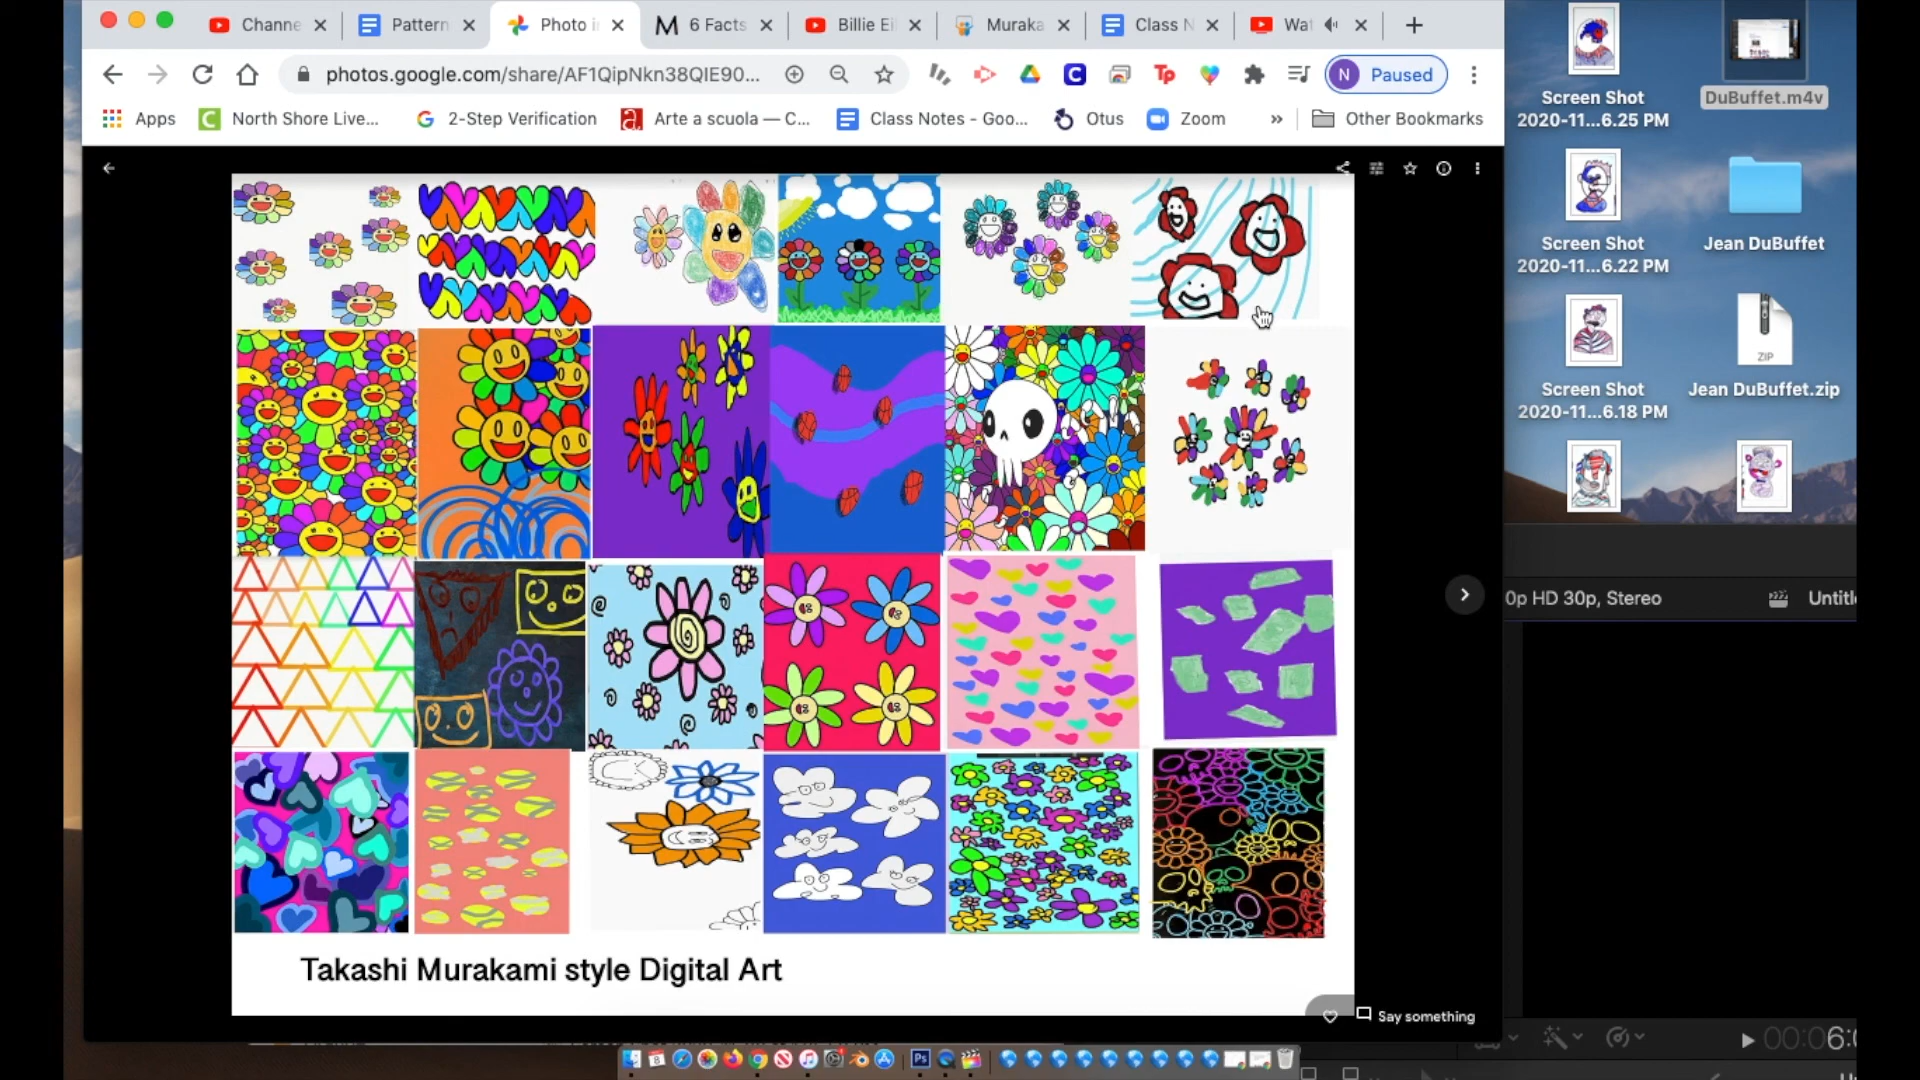 Channe
Pattern
Photo i
6 Facts
Billie Ei
Muraka
Class N
Wat
photos.google.com/share/AF1QipNkn38QIE90...
N Paused
Apps
North Shore Live...
2-Step Verification
Arte a scuola — C...
Class Notes - Goo...
Otus
Zoom
»
Other Bookmarks
Screen Shot
2020-11...6.25 PM
DuBuffet.m4v
Screen Shot
2020-11...6.22 PM
Jean DuBuffet
Screen Shot
2020-11...6.18 PM
ZIP
Jean DuBuffet.zip
0p HD 30p, Stereo
Untitl
Takashi Murakami style Digital Art
Say something
Ps